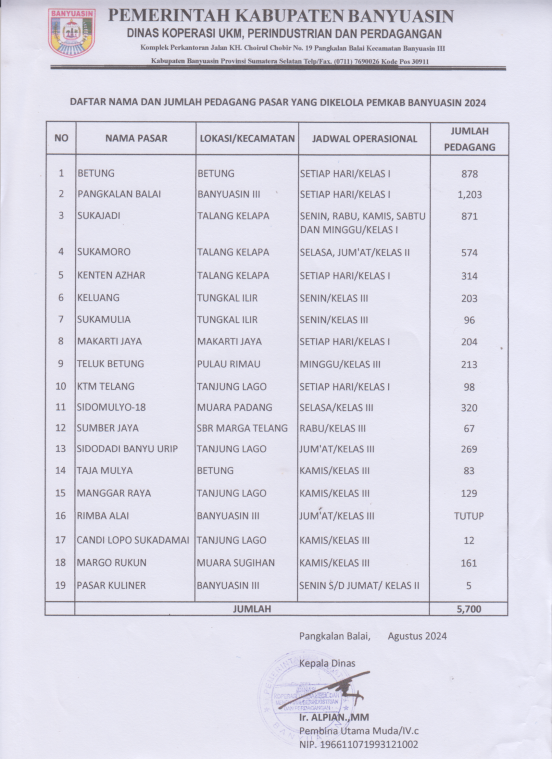 BANYUASIN
PEMERINTAH KABUPATEN BANYUASIN
DINAS KOPERASI UKM, PERINDUSTRIAN DAN PERDAGANGAN
Komplek Perkantoran Jalan KH. Choirul Chobir No. 19 Pangkalan Balai Kecamatan Banyuasin III
Kabupaten Banyuasin Provinsi Sumatera Selatan Telp/Fax. (0711) 7690026 Kode Pos 30911
DAFTAR NAMA DAN JUMLAH PEDAGANG PASAR YANG DIKELOLA PEMKAB BANYUASIN 2024
NO NAMA PASAR LOKASI/KECAMATAN JADWAL OPERASIONAL JUMLAH PEDAGANG
1 BETUNG BETUNG SETIAP HARI/KELAS I 878
2 PANGKALAN BALAI BANYUASIN III SETIAP HARI/KELAS I 1,203
3 SUKAJADI TALANG KELAPA SENIN, RABU, KAMIS, SABTU 871
DAN MINGGU/KELAS I
4 SUKAMORO TALANG KELAPA SELASA, JUM'AT/KELAS II 574
5 KENTEN AZHAR TALANG KELAPA SETIAP HARI/KELAS I 314
6 KELUANG TUNGKAL ILIR SENIN/KELAS III 203
7 SUKAMULIA TUNGKAL ILIR SENIN/KELAS III 96
8 MAKARTI JAYA MAKARTI JAYA SETIAP HARI/KELAS I 204
9 TELUK BETUNG PULAU RIMAU MINGGU/KELAS III 213
10 KTM TELANG TANJUNG LAGO SETIAP HARI/KELAS I 98
11 SIDOMULYO-18 MUARA PADANG SELASA/KELAS III 320
12 SUMBER JAYA SBR MARGA TELANG RABU/KELAS III 67
13 SIDODADI BANYU URIP TANJUNG LAGO JUM'AT/KELAS III 269
14 TAJA MULYA BETUNG KAMIS/KELAS III 83
15 MANGGAR RAYA TANJUNG LAGO KAMIS/KELAS III 129
16 RIMBA ALAI BANYUASIN III JUM'AT/KELAS III TUTUP
17 CANDI LOPO SUKADAMAI TANJUNG LAGO KAMIS/KELAS III 12
18 MARGO RUKUN MUARA SUGIHAN KAMIS/KELAS III 161
19 PASAR KULINER BANYUASIN III SENIN S/D JUMAT/ KELAS II 5
JUMLAH 5,700
Pangkalan Balai, Agustus 2024
Kepala Dinas
Ir. ALPIAN.,MM
Pembina Utama Muda/IV.c
NIP. 196611071993121002